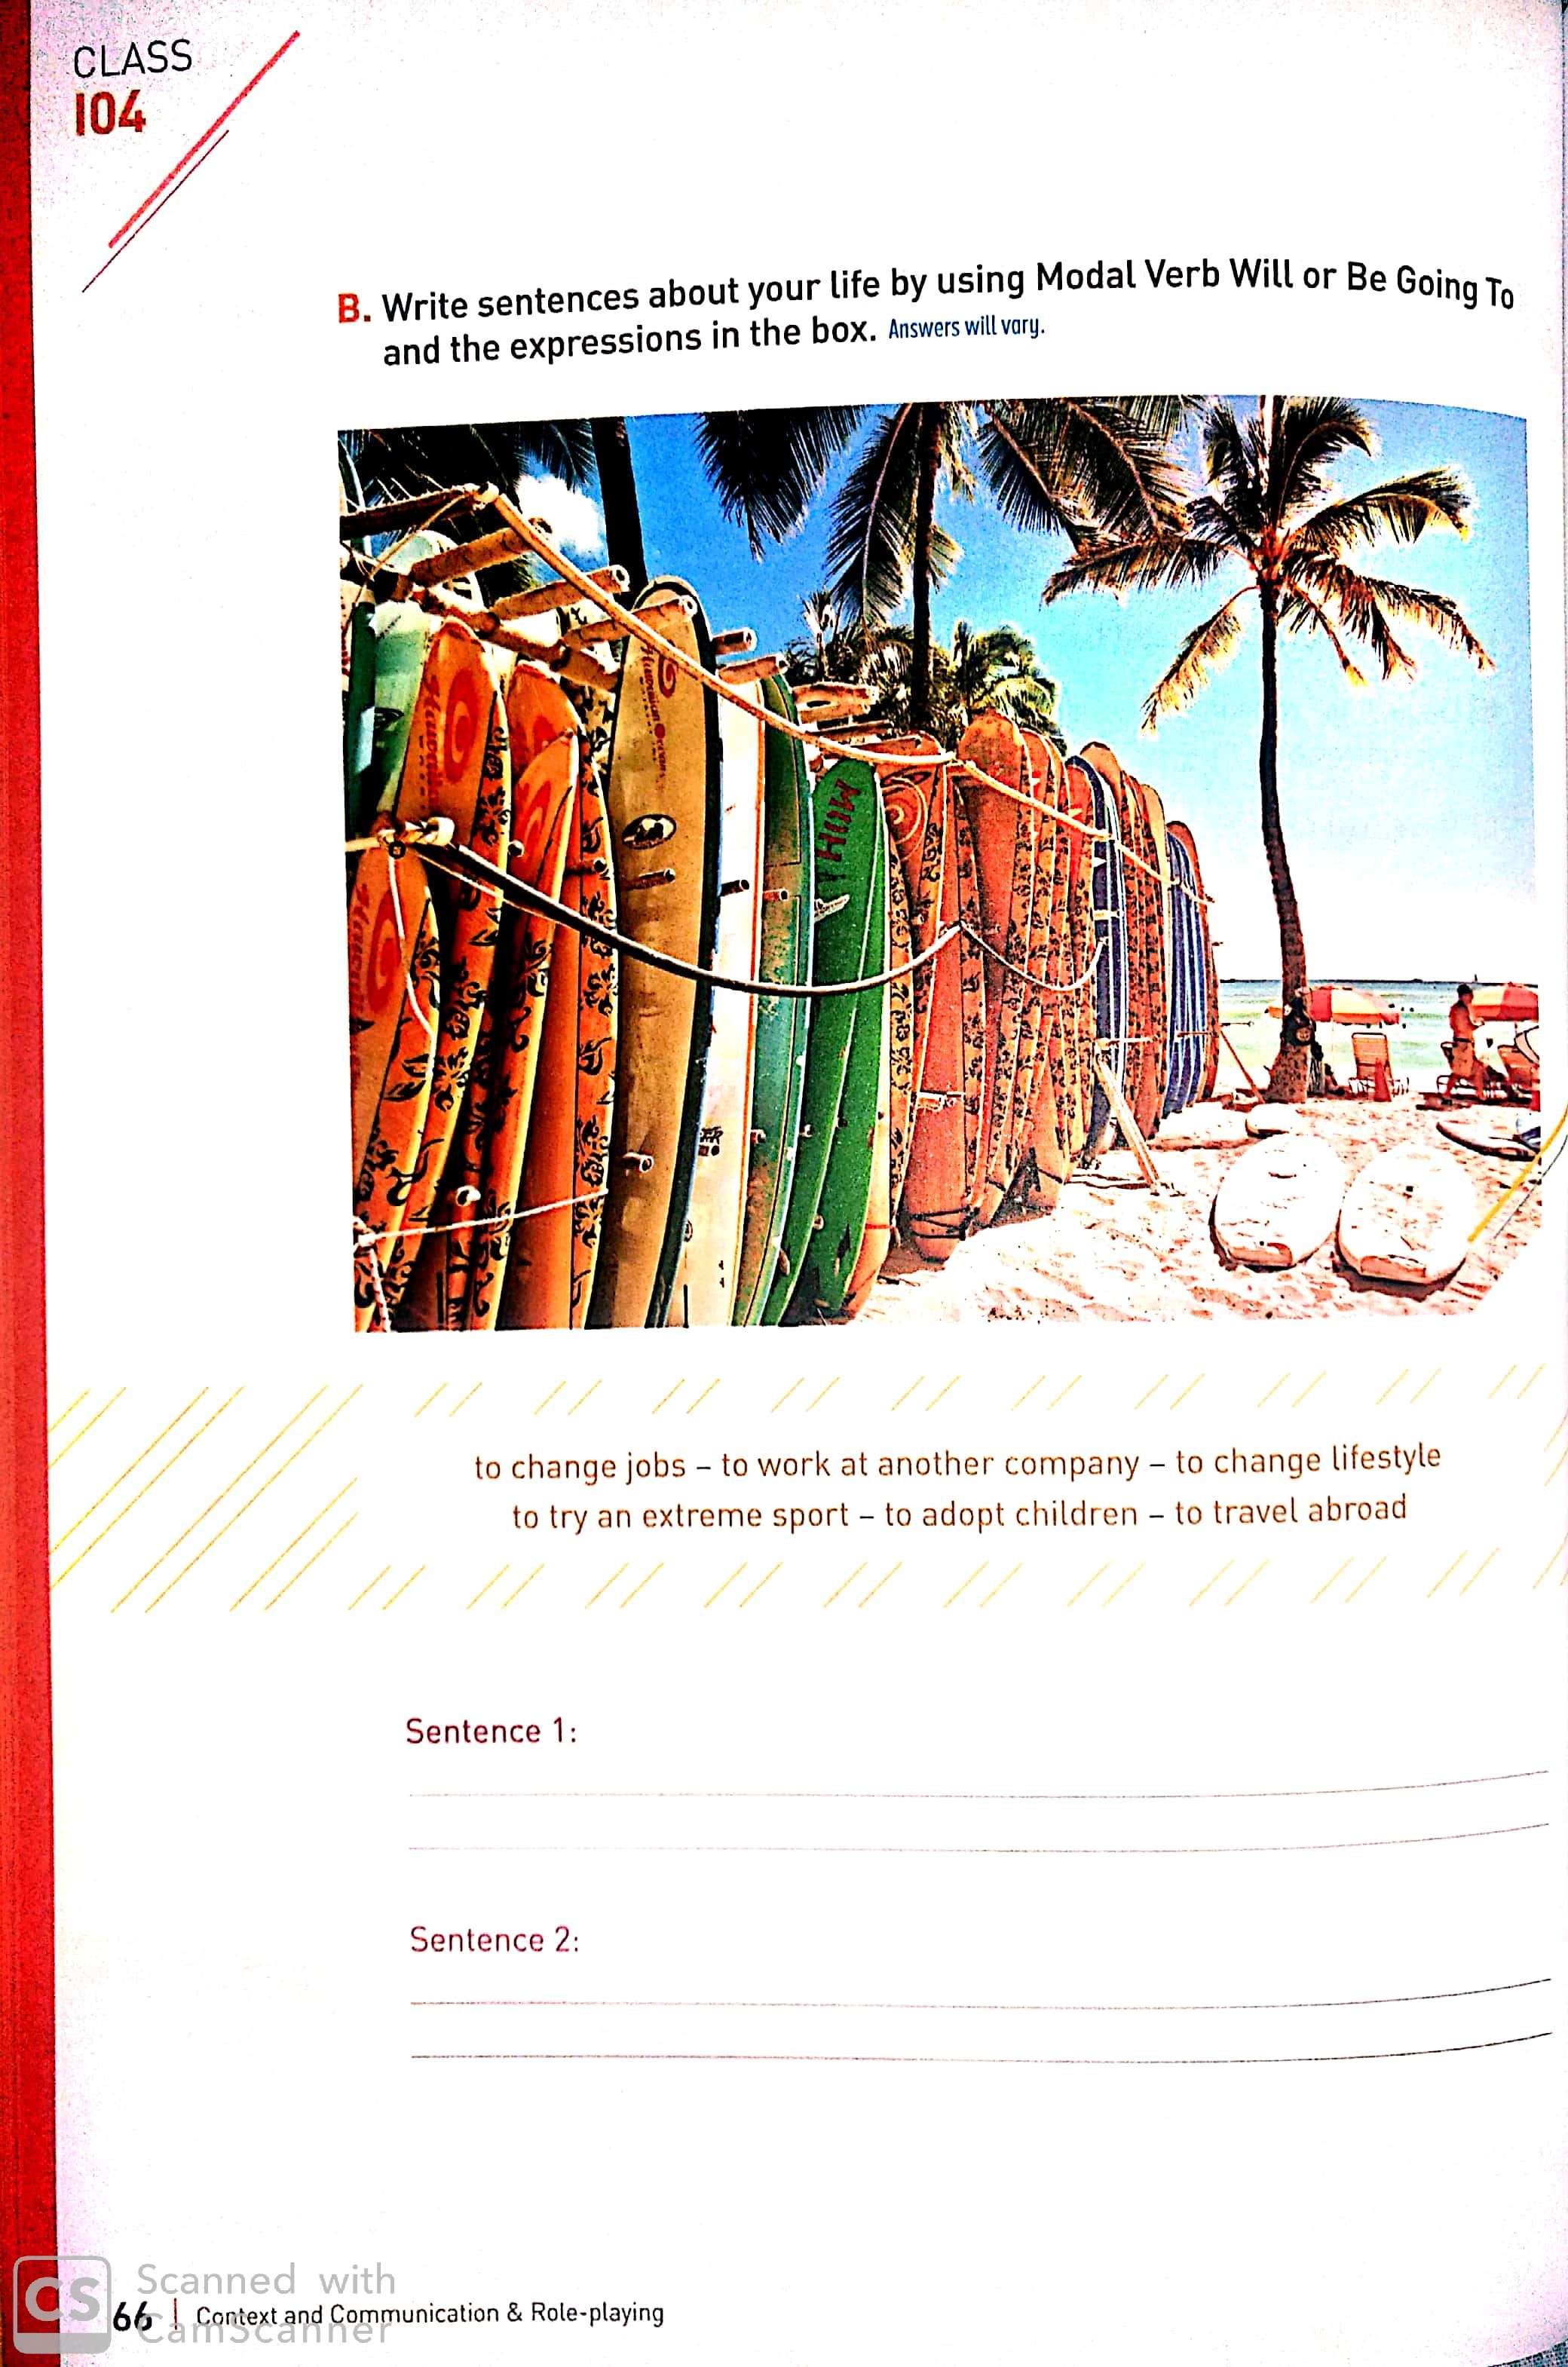 CLASS
104
B. Write sentences about your life by using Modal Verb Will or Be Going To
and the expressions in the box. Answers will vary.
to change jobs – to work at another company – to change lifestyle
to try an extreme sport – to adopt children – to travel abroad
Sentence 1:
Sentence 2:
CS
Scanned with
CamScanner
66 | Context and Communication & Role-playing